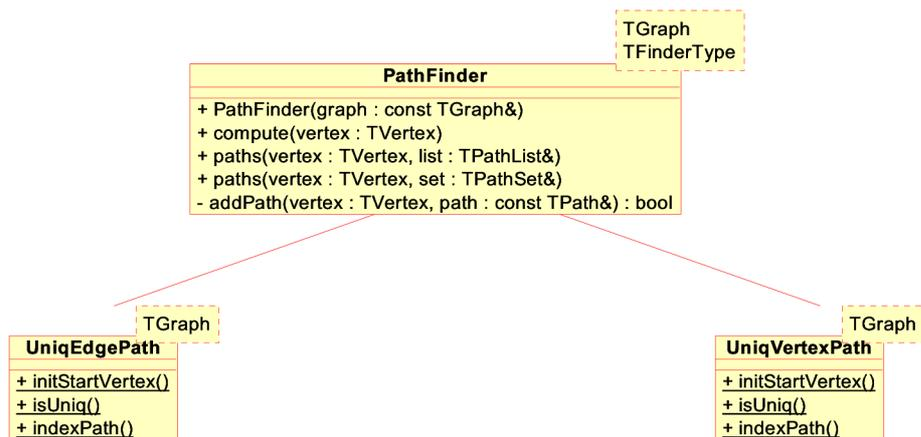 TGraph
TFinderType
PathFinder
+ PathFinder(graph : const TGraph&)
+ compute(vertex : TVertex)
+ paths(vertex : TVertex, list : TPathList&)
+ paths(vertex : TVertex, set : TPathSet&)
- addPath(vertex : TVertex, path : const TPath&) : bool
TGraph
UniqEdgePath
+ initStartVertex()
+ isUniq()
+ indexPath()
TGraph
UniqVertexPath
+ initStartVertex()
+ isUniq()
+ indexPath()